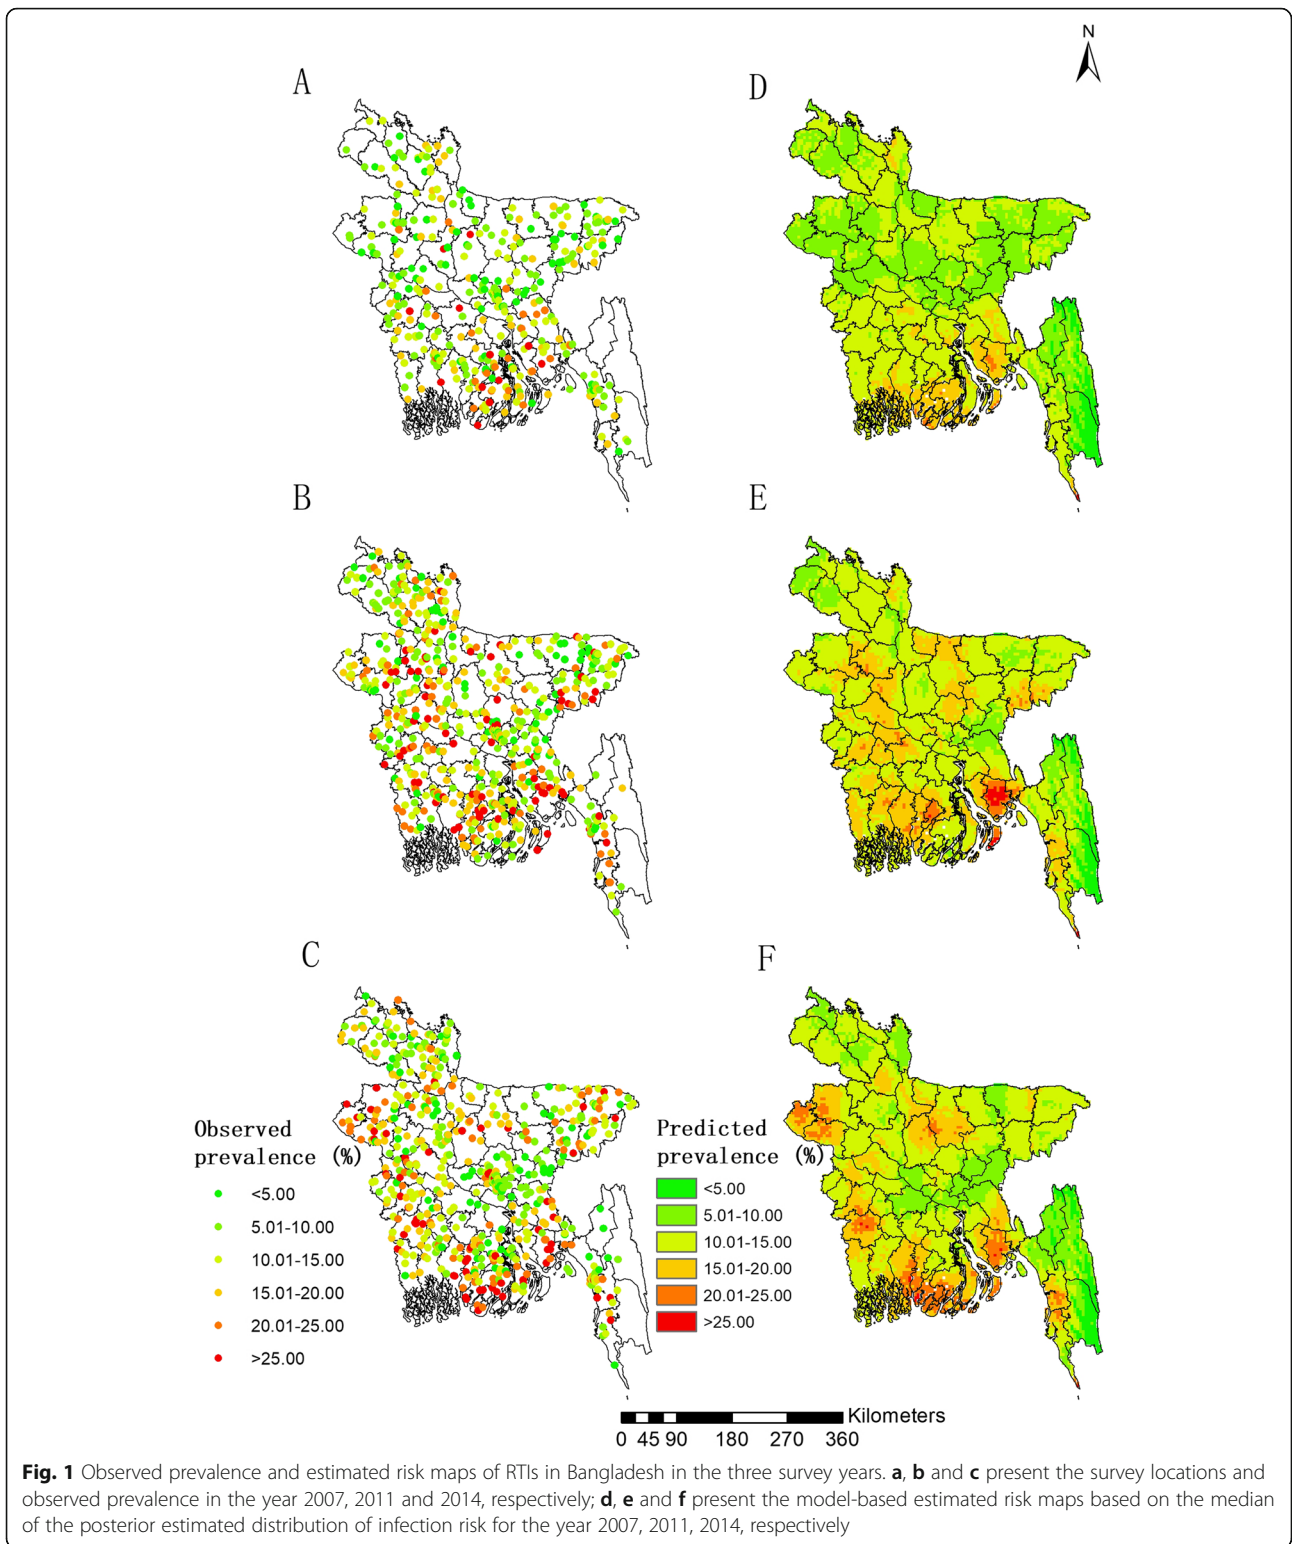 N
A
D
B
E
C
F
Observed
prevalence (%)
<5.00
5.01-10.00
10.01-15.00
15.01-20.00
20.01-25.00
>25.00
Predicted
prevalence (%)
<5.00
5.01-10.00
10.01-15.00
15.01-20.00
20.01-25.00
>25.00
Kilometers
0 45 90 180 270 360
Fig. 1 Observed prevalence and estimated risk maps of RTIs in Bangladesh in the three survey years. a, b and c present the survey locations and
observed prevalence in the year 2007, 2011 and 2014, respectively; d, e and f present the model-based estimated risk maps based on the median
of the posterior estimated distribution of infection risk for the year 2007, 2011, 2014, respectively